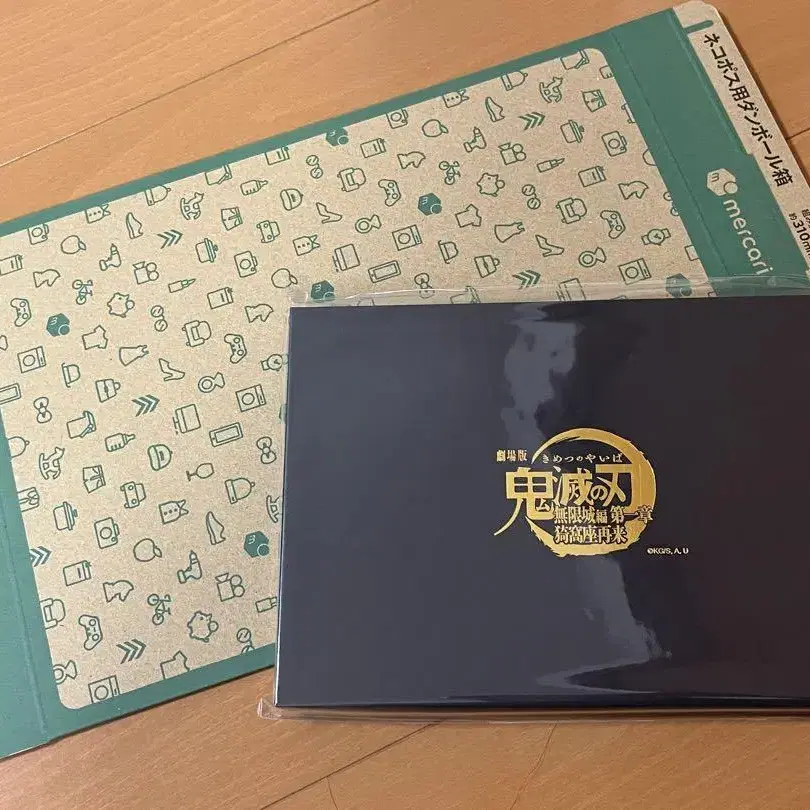 ネコポス用ダンボール箱
約310mm
mercari
劇場版
きめつのやいば
鬼滅の刃
無限城編 第一章
猗窩座再来
©KG/S, A, U